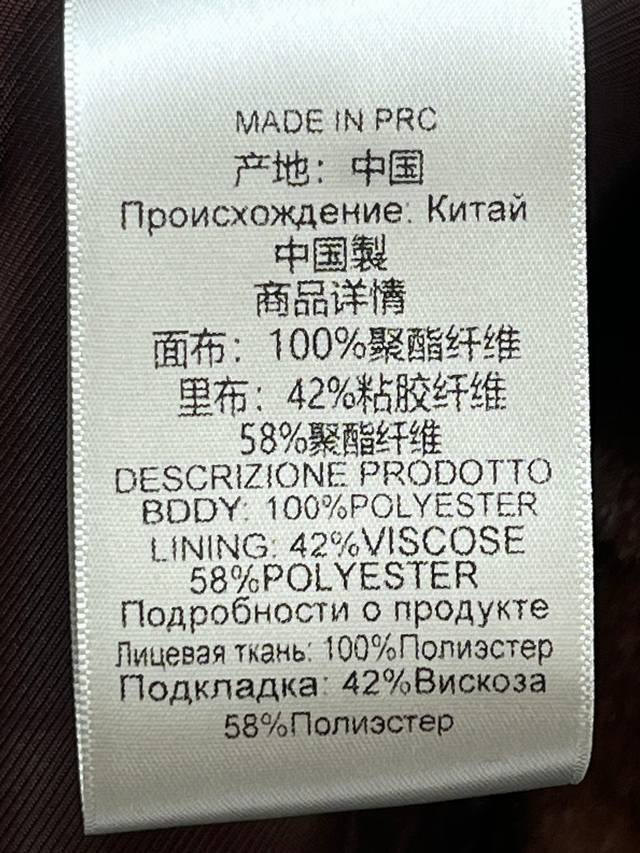 MADE IN PRC
产地：中国
Происхождение: Китай
中国製
商品详情
面布：100%聚酯纤维
里布：42%粘胶纤维
58%聚酯纤维
DESCRIZIONE PRODOTTO
BDDY: 100%POLYESTER
LINING: 42%VISCOSE
58%POLYESTER
Подробности о продукте
Лицевая ткань: 100%Полиэстер
Подкладка: 42%Вискоза
58%Полиэстер